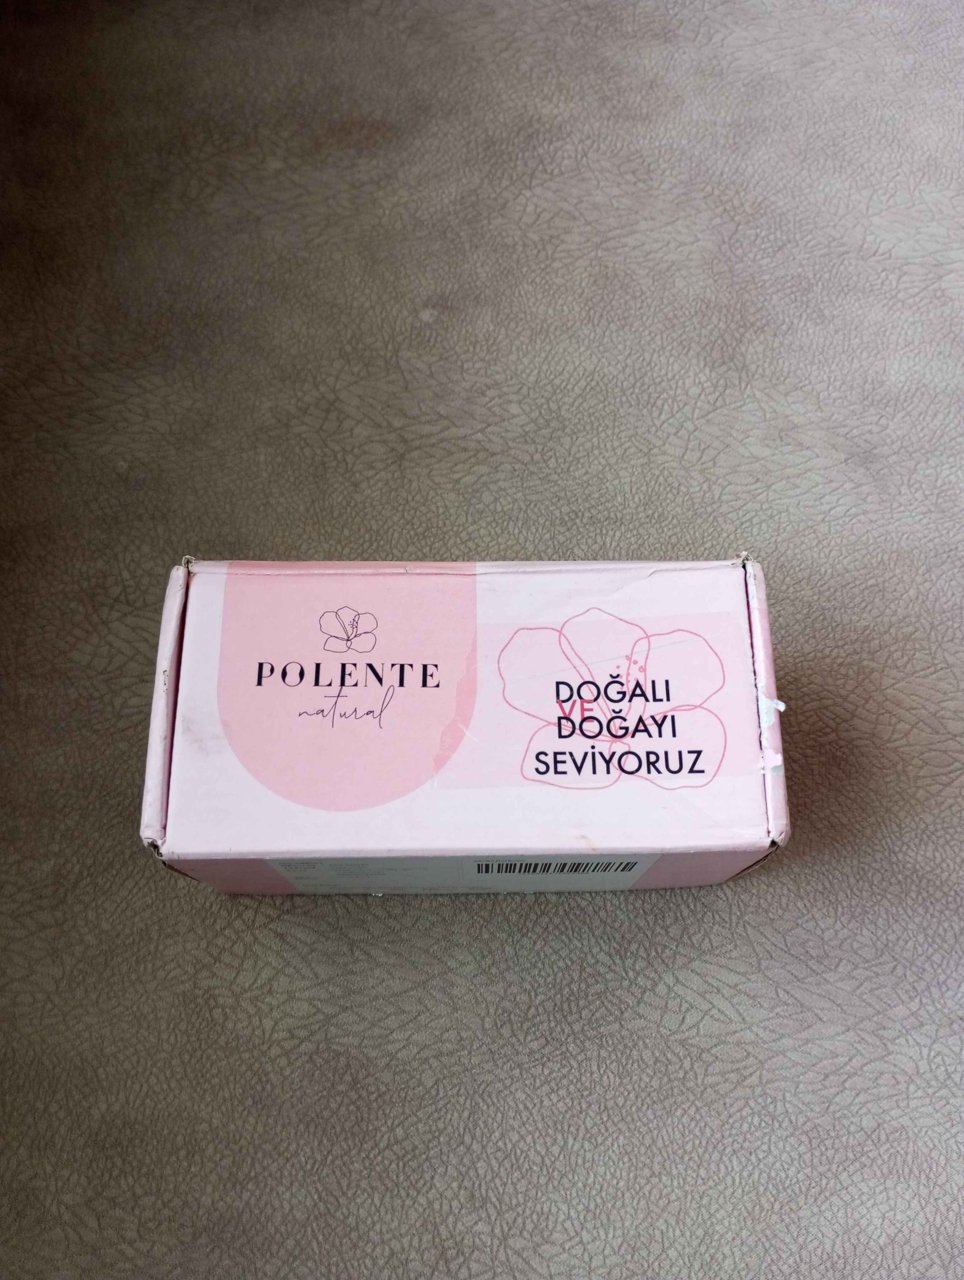 POLENTE
natural
DOĞALI
VE
DOĞAYI
SEVİYORUZ